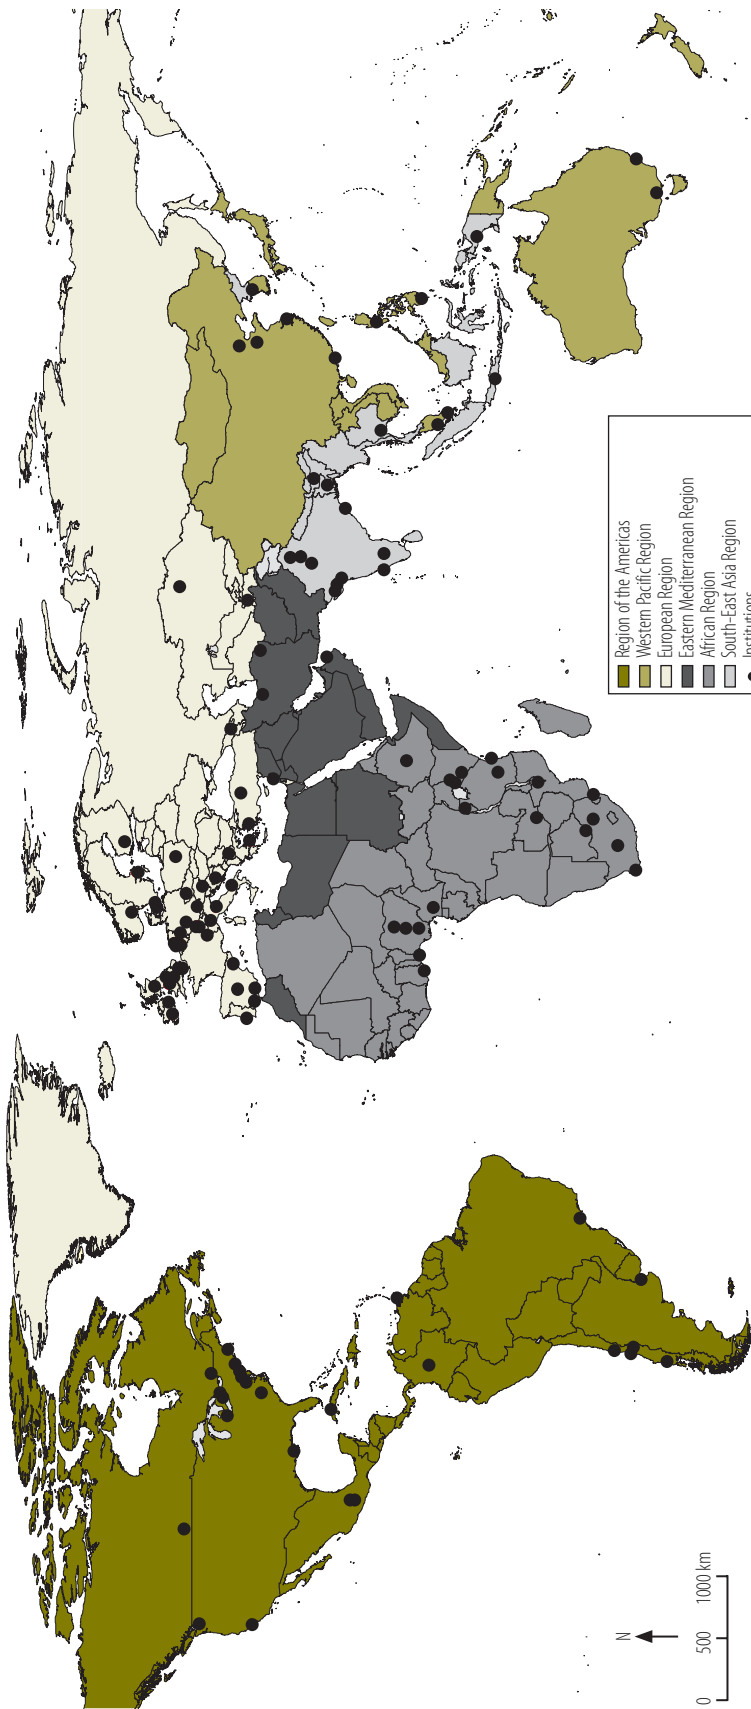 Region of the Americas
Western Pacific Region
European Region
Eastern Mediterranean Region
African Region
South-East Asia Region
Institutions
N
0 500 1000 km